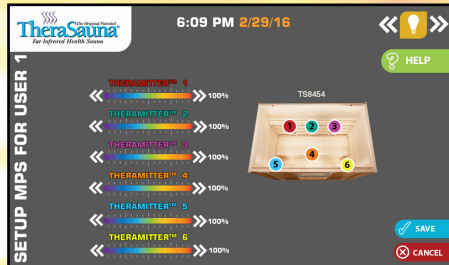 The Original Patented
TheraSauna®
Far Infrared Health Sauna
6:09 PM 2/29/16
HELP
SETUP MPS FOR USER 1
THERAMITTER™ 1
100%
THERAMITTER™ 2
100%
THERAMITTER™ 3
100%
THERAMITTER™ 4
100%
THERAMITTER™ 5
100%
THERAMITTER™ 6
100%
TS8454
1 2 3
4
5 6
SAVE
CANCEL